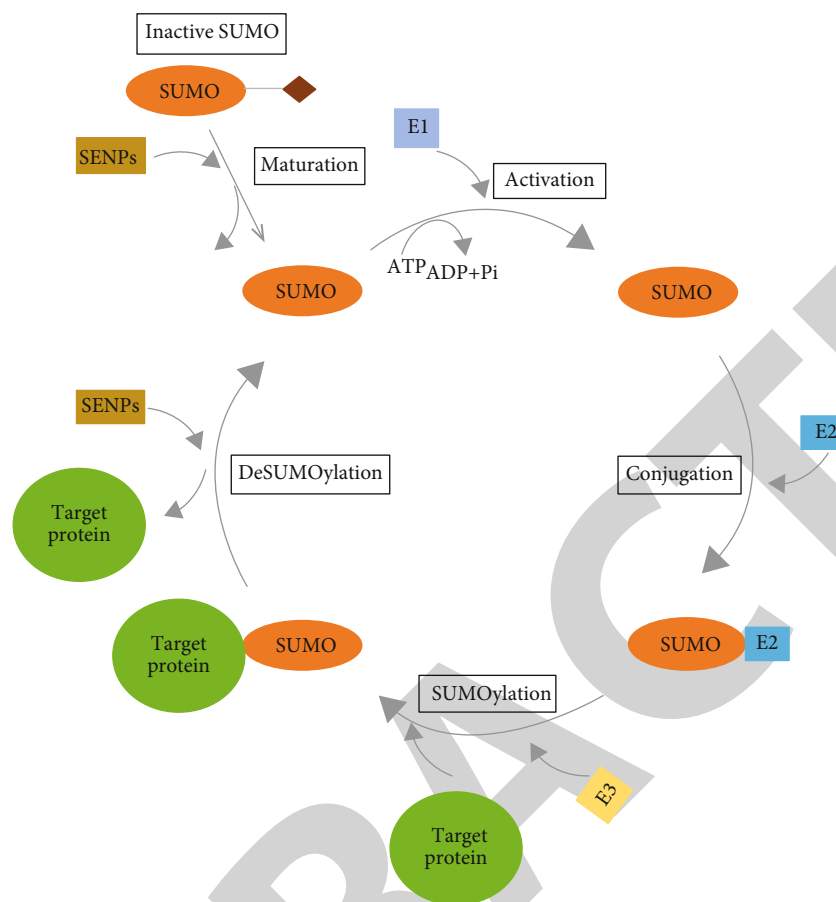 Inactive SUMO
SUMO
SENPs
Maturation
E1
Activation
ATP
ADP+Pi
SUMO
SUMO
SENPs
DeSUMOylation
Target
protein
E2
Conjugation
Target
protein
SUMO
SUMO
E2
SUMOylation
E3
Target
protein
RACT